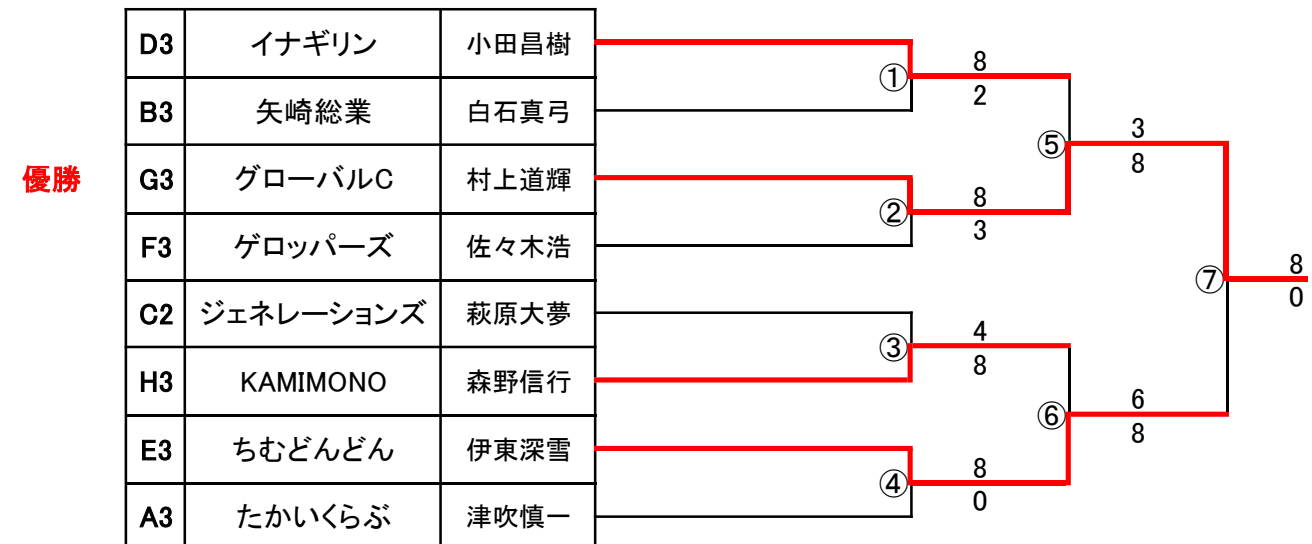 D3 イナギリン 小田昌樹
① 8
2
B3 矢崎総業 白石真弓
⑤ 3
8
優勝 G3 グローバルC 村上道輝
② 8
3
F3 ゲロッパーズ 佐々木浩
⑦ 8
0
C2 ジェネレーションズ 萩原大夢
③ 4
8
H3 KAMIMONO 森野信行
⑥ 6
8
E3 ちむどんどん 伊東深雪
④ 8
0
A3 たかいくらぶ 津吹慎一